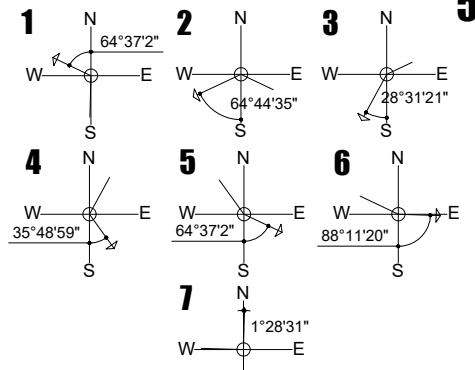 1 2 3 5
N N N
64°37'2"
W E W E W E
64°44'35" 28°31'21"
S S S
4 5 6
N N N
W E W E W E
35°48'59" 64°37'2" 88°11'20"
S S S
7
N
1°28'31"
W E